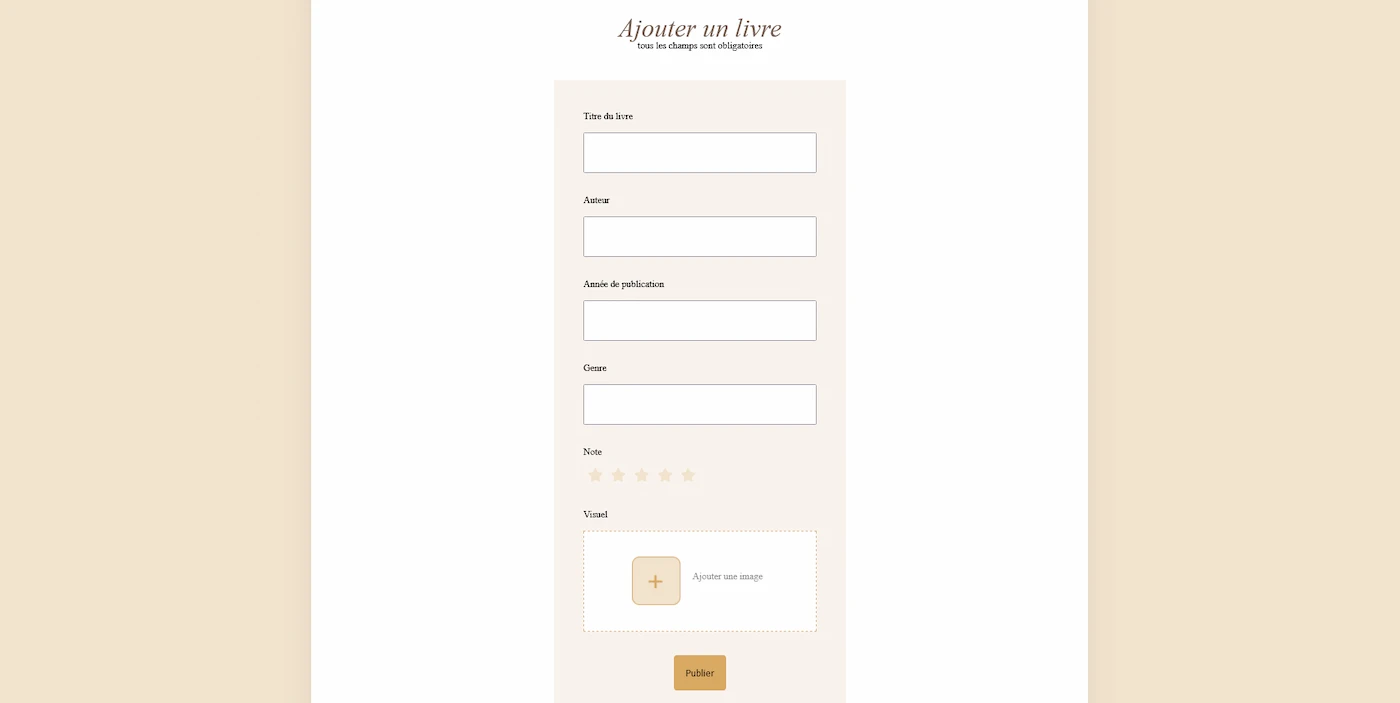 Ajouter un livre
tous les champs sont obligatoires
Titre du livre
Auteur
Année de publication
Genre
Note
Visuel
Ajouter une image
Publier